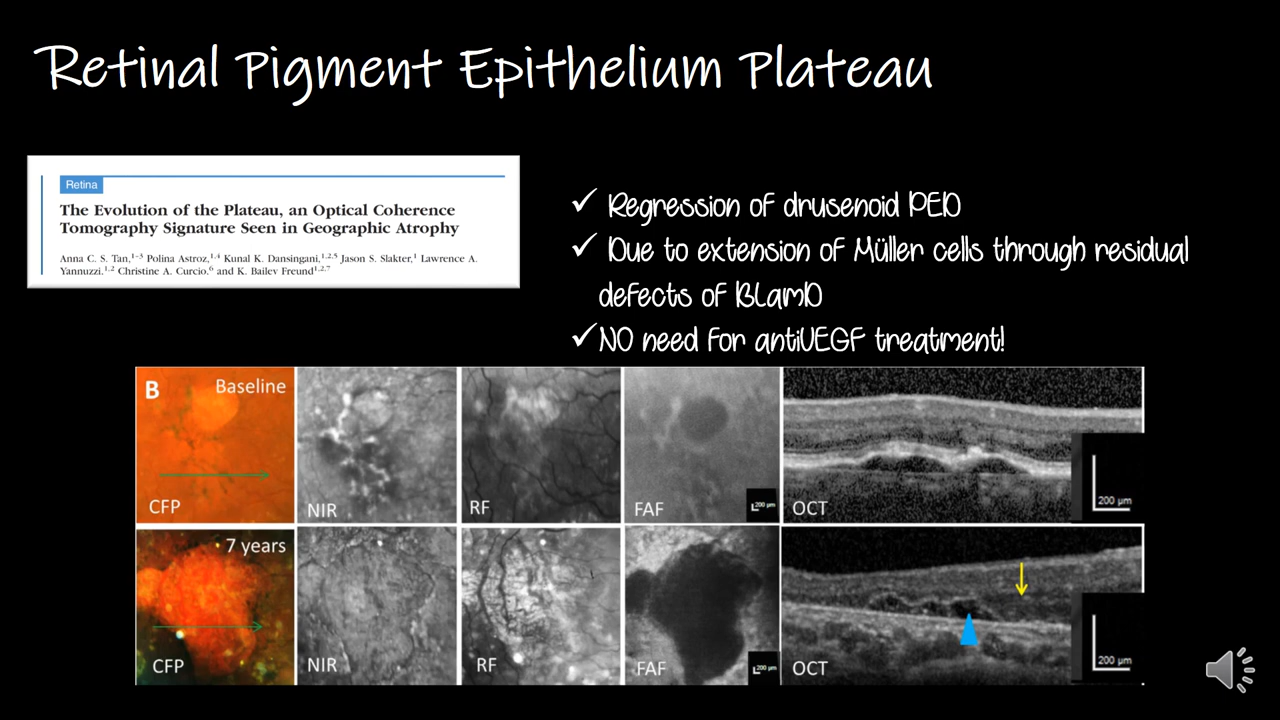 Retinal Pigment Epithelium Plateau
Retina
The Evolution of the Plateau, an Optical Coherence
Tomography Signature Seen in Geographic Atrophy
Anna C. S. Tan,1–3 Polina Astroz,1,4 Kunal K. Dansingani,1,2,5 Jason S. Slakter,1 Lawrence A.
Yannuzzi,1,2 Christine A. Curcio,6 and K. Bailey Freund1,2,7
✓ Regression of drusenoid PED
✓ Due to extension of Müller cells through residual
defects of BLamD
✓ NO need for antiVEGF treatment!
B Baseline
CFP
NIR
RF
FAF
200 µm
OCT
200 µm
7 years
CFP
NIR
RF
FAF
200 µm
OCT
200 µm